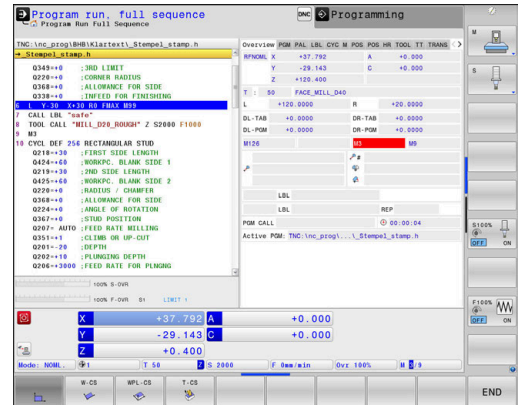 Program run, full sequence
Program Run Full Sequence
DNC
Programming
TNC:\nc_prog\BHB\Klartext\_Stempel_stamp.h
→_Stempel_stamp.h
Q349=+0 ;3RD LIMIT
Q220=+0 ;CORNER RADIUS
Q368=+0 ;ALLOWANCE FOR SIDE
Q338=+0 ;INFEED FOR FINISHING
6 L Y-30 X+30 R0 FMAX M99
7 CALL LBL "safe"
8 TOOL CALL "MILL_D20_ROUGH" Z S2000 F1000
9 M3
10 CYCL DEF 256 RECTANGULAR STUD
Q218=+30 ;FIRST SIDE LENGTH
Q424=+60 ;WORKPC. BLANK SIDE 1
Q219=+30 ;2ND SIDE LENGTH
Q425=+60 ;WORKPC. BLANK SIDE 2
Q220=+0 ;RADIUS / CHAMFER
Q368=+0 ;ALLOWANCE FOR SIDE
Q224=+0 ;ANGLE OF ROTATION
Q367=+0 ;STUD POSITION
Q207= AUTO ;FEED RATE MILLING
Q351=+1 ;CLIMB OR UP-CUT
Q201=-20 ;DEPTH
Q202=+10 ;PLUNGING DEPTH
Q206=+3000 ;FEED RATE FOR PLNGNG
100% S-OVR
100% F-OVR S1 LIMIT 1
Overview PGM PAL LBL CYC M POS POS HR TOOL TT TRANS
RFNOML X +37.792 A +0.000
Y -29.143 C +0.000
Z +120.400
T : 50 FACE_MILL_D40
L +120.0000 R +20.0000
DL-TAB +0.0000 DR-TAB +0.0000
DL-PGM +0.0000 DR-PGM +0.0000
M126 M3 M9
#
LBL
LBL REP
PGM CALL 00:00:04
Active PGM: TNC:\nc_prog\...\_Stempel_stamp.h
X +37.792 A +0.000
Y -29.143 C +0.000
Z +0.400
Mode: NOML. 1 T 50 Z S 2000 F 0mm/min Ovr 100% M 3/9
W-CS WPL-CS T-CS
END
M
S
S100%
OFF ON
F100%
OFF ON